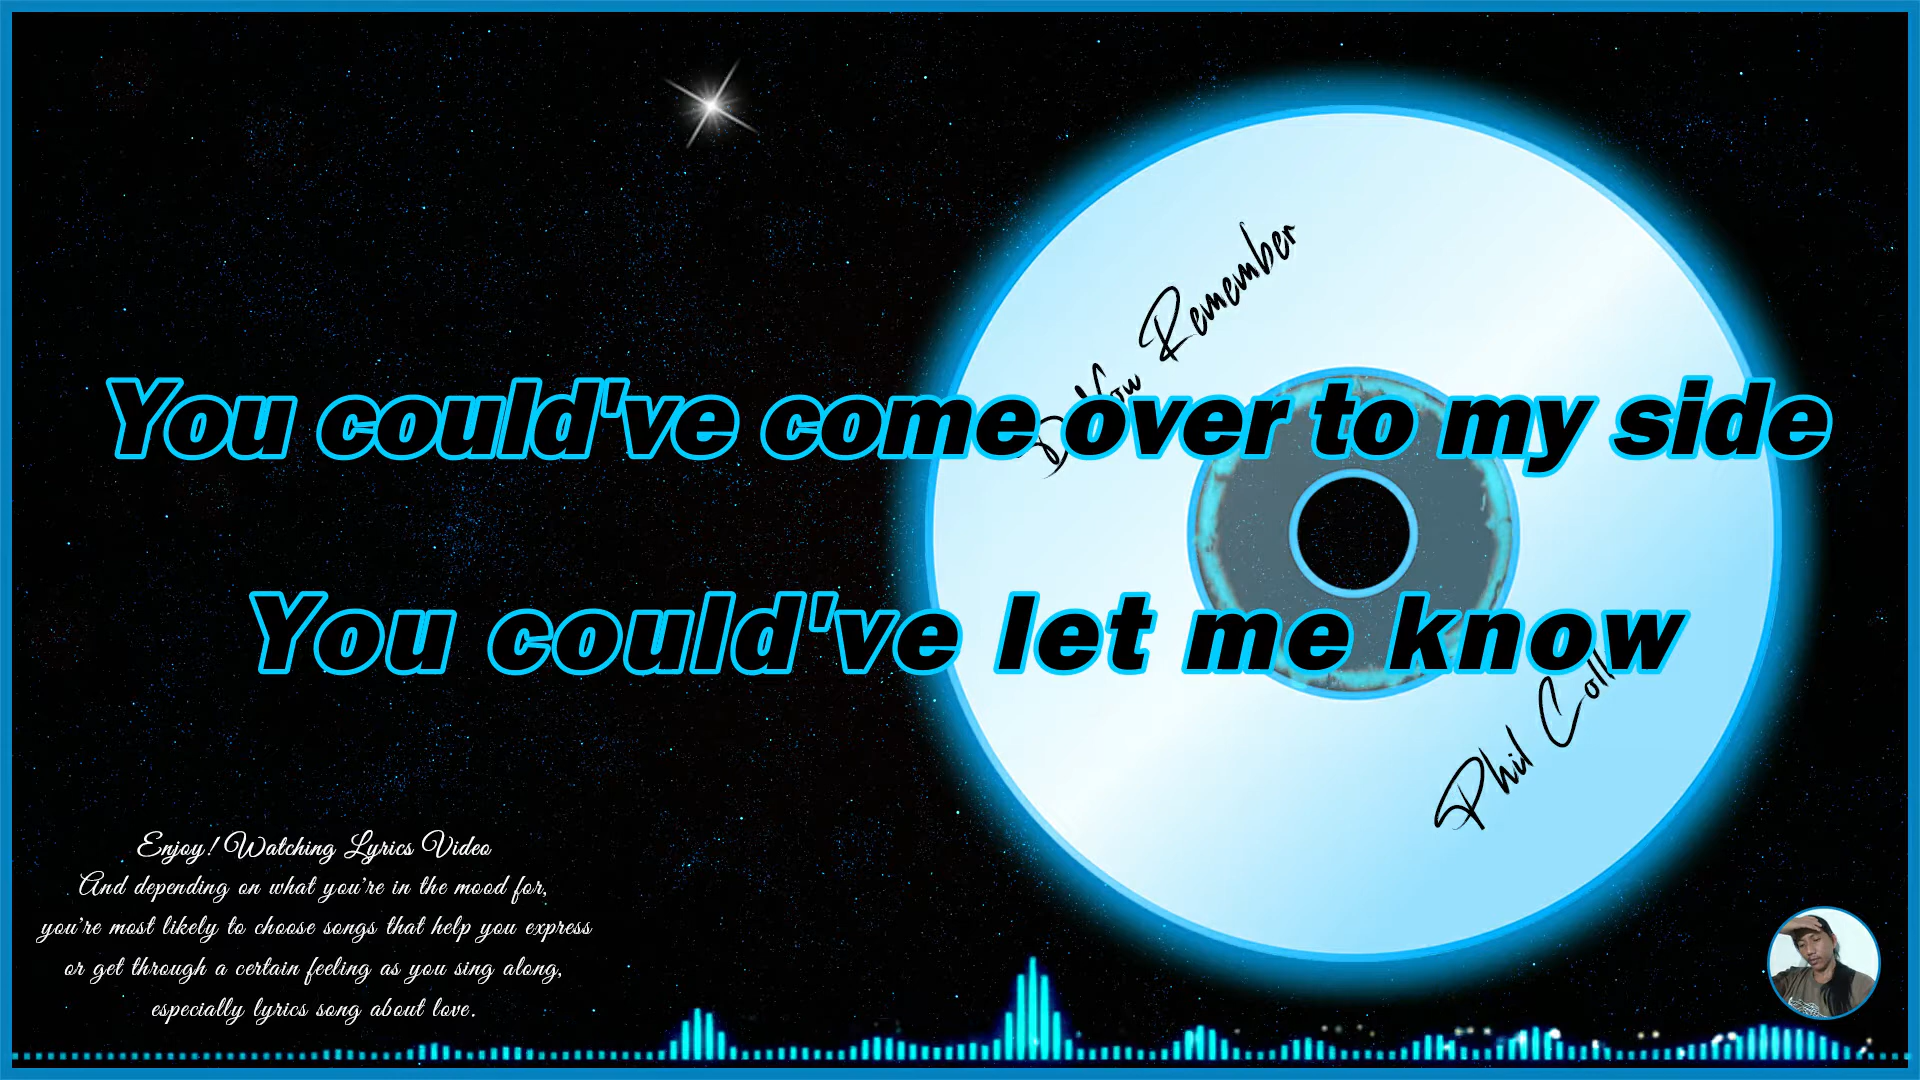 Remember
You could've come over to my side
You could've let me know
Phil
Enjoy! Watching Lyrics Video
And depending on what you're in the mood for,
you're most likely to choose songs that help you express
or get through a certain feeling as you sing along,
especially lyrics song about love.